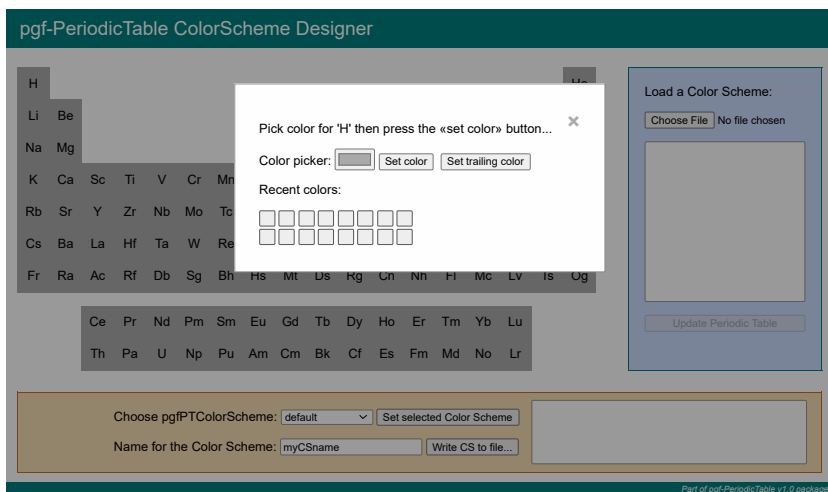 pgf-PeriodicTable ColorScheme Designer
H He
Li Be
Na Mg
K Ca Sc Ti V Cr Mn
Rb Sr Y Zr Nb Mo Tc
Cs Ba La Hf Ta W Re
Fr Ra Ac Rf Db Sg Bh Hs Mt Ds Rg Cn Nh Fl Mc Lv Ts Og
Ce Pr Nd Pm Sm Eu Gd Tb Dy Ho Er Tm Yb Lu
Th Pa U Np Pu Am Cm Bk Cf Es Fm Md No Lr
Pick color for 'H' then press the «set color» button... ×
Color picker: Set color Set trailing color
Recent colors:
Load a Color Scheme:
Choose File No file chosen
Update Periodic Table
Choose pgfPTColorScheme: default Set selected Color Scheme
Name for the Color Scheme: myCSname Write CS to file...
Part of pgf-PeriodicTable v1.0 package